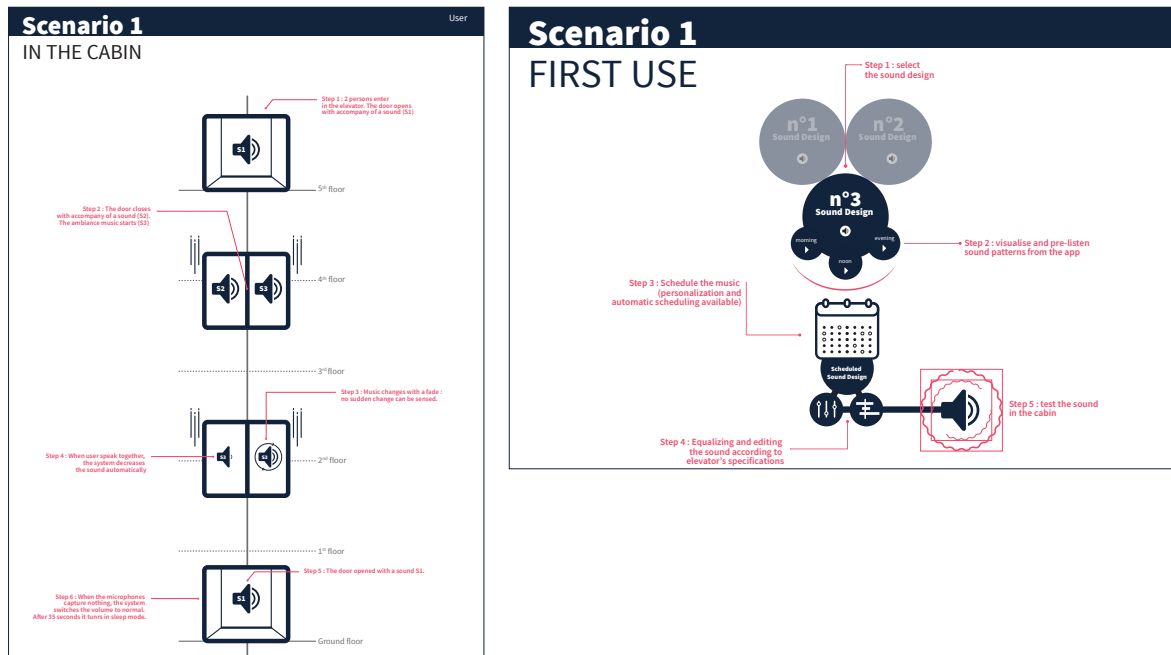 Scenario 1
User
IN THE CABIN
Step 1 : 2 persons enter
in the elevator. The door opens
with accompany of a sound (S1)
S1
5th floor
Step 2 : The door closes
with accompany of a sound (S2).
The ambiance music starts (S3)
S2
S3
4th floor
3rd floor
Step 3 : Music changes with a fade :
no sudden change can be sensed.
Step 4 : When user speak together,
the system decreases
the sound automatically
S3
S3
2nd floor
1st floor
Step 5 : The door opened with a sound S1.
S1
Step 6 : When the microphones
capture nothing, the system
switches the volume to normal.
After 35 seconds it tunrs in sleep mode.
Ground floor
Scenario 1
FIRST USE
Step 1 : select
the sound design
n°1
Sound Design
n°2
Sound Design
n°3
Sound Design
morning
evening
noon
Step 2 : visualise and pre-listen
sound patterns from the app
Step 3 : Schedule the music
(personalization and
automatic scheduling available)
Scheduled
Sound Design
Step 5 : test the sound
in the cabin
Step 4 : Equalizing and editing
the sound according to
elevator's specifications